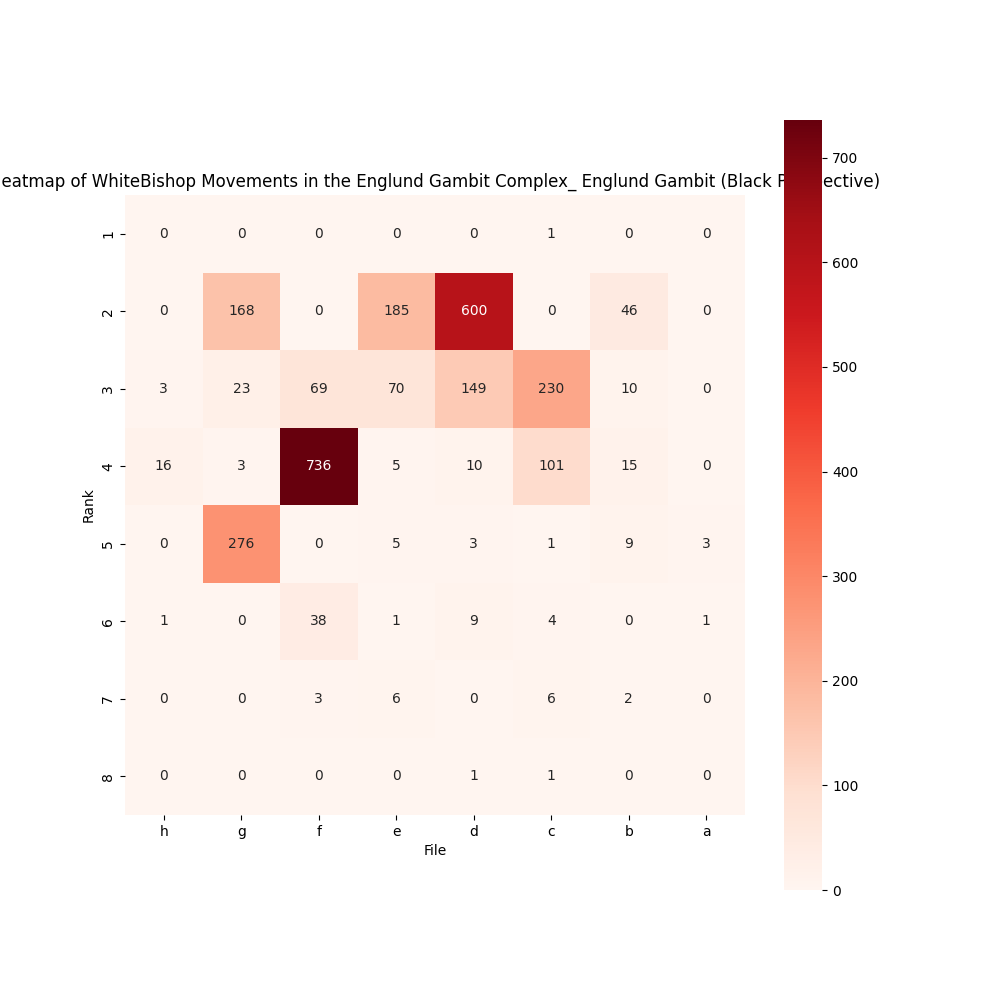 eatmap of WhiteBishop Movements in the Englund Gambit Complex_ Englund Gambit (Black
1 0 0 0 0 0 1 0 0
2 0 168 0 185 600 0 46 0
3 3 23 69 70 149 230 10 0
4 16 3 736 5 10 101 15 0
Rank
5 0 276 0 5 3 1 9 3
6 1 0 38 1 9 4 0 1
7 0 0 3 6 0 6 2 0
8 0 0 0 0 1 1 0 0
h g f e d c b a
File
700
600
500
400
300
200
100
0